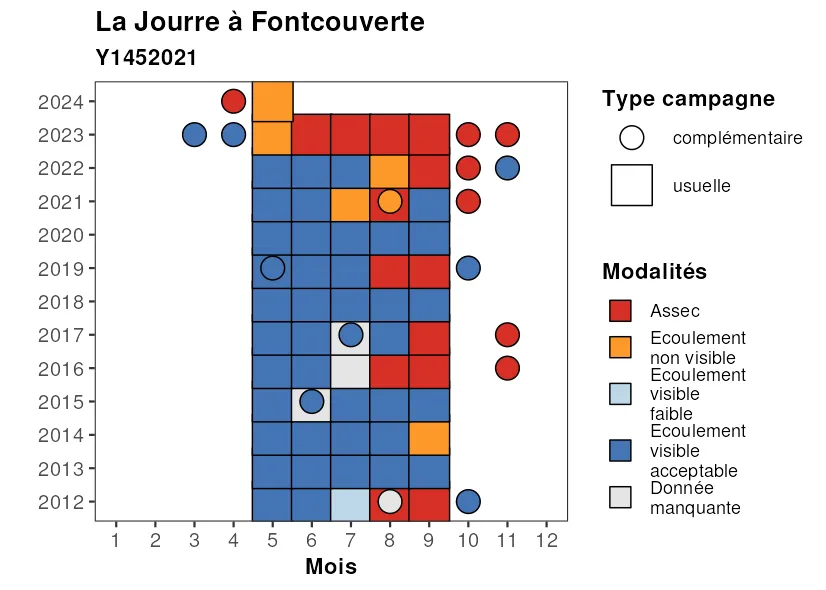 La Jourre à Fontcouverte
Y1452021
2024
2023
2022
2021
2020
2019
2018
2017
2016
2015
2014
2013
2012
1 2 3 4 5 6 7 8 9 10 11 12
Mois
Type campagne
complémentaire
usuelle
Modalités
Assec
Ecoulement
non visible
Ecoulement
visible
faible
Ecoulement
visible
acceptable
Donnée
manquante